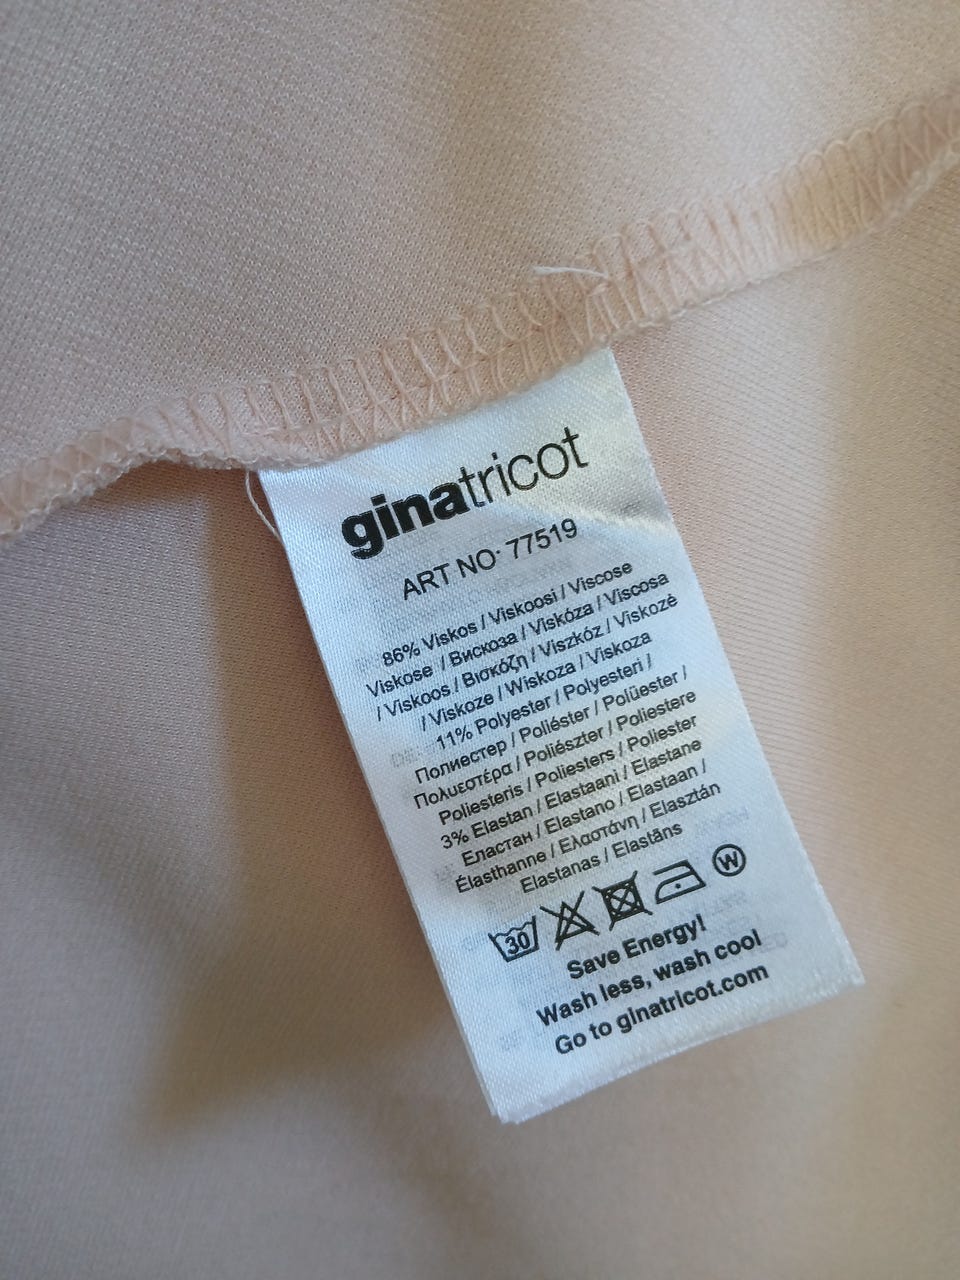 ginatricot
ART NO· 77519
86% Viskos / Viskoosi / Viscose
Viskose / Вискоза / Viskóza / Viscosa
/ Viskoos / Βισκόζη / Viszkóz / Viskozė
/ Viskoze / Wiskoza / Viskoza
11% Polyester / Polyesteri /
Полиестер / Poliéster / Polüester /
Πολυεστέρα / Poliészter / Poliestere
Poliesteris / Poliesters / Poliester
3% Elastan / Elastaani / Elastane
Еластан / Elastano / Elastaan /
Élasthanne / Ελαστάνη / Elasztán
Elastanas / Elastāns
30 W
Save Energy!
Wash less, wash cool
Go to ginatricot.com